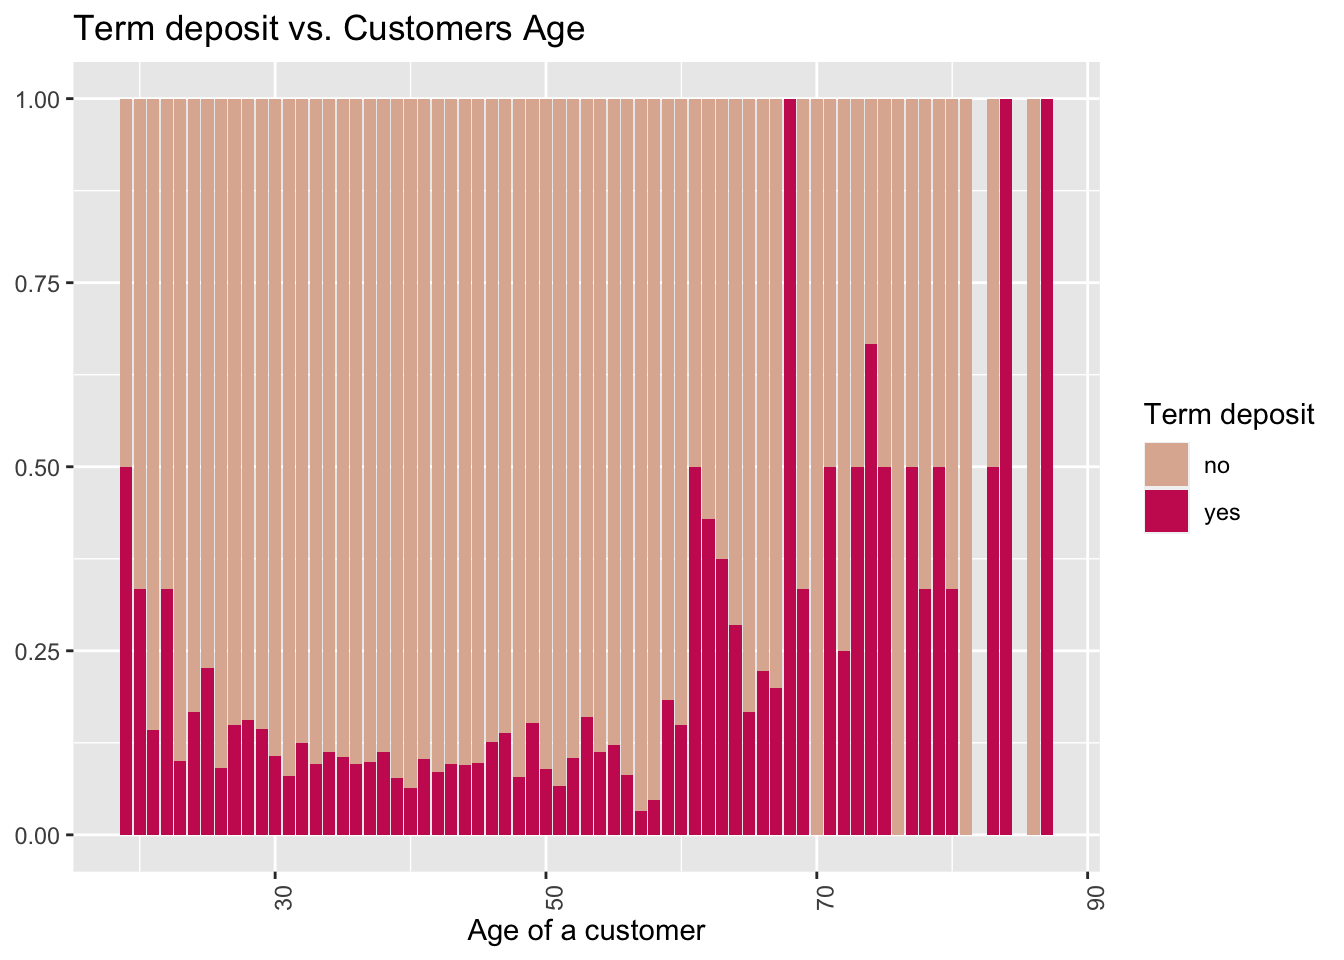 Term deposit vs. Customers Age
1.00
0.75
0.50
0.25
0.00
30
50
70
90
Age of a customer
Term deposit
no
yes